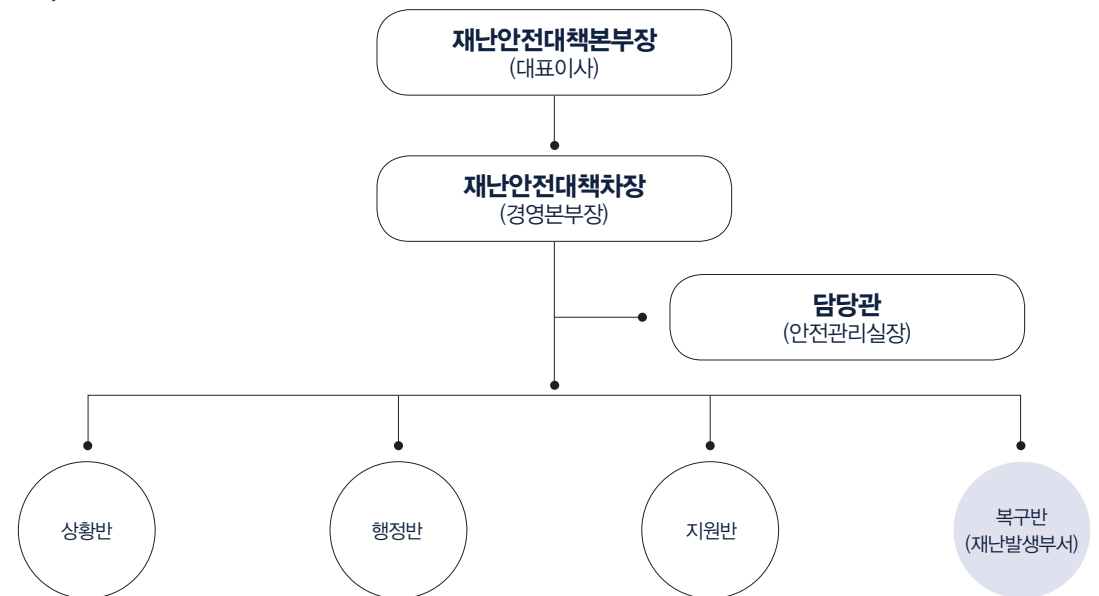 재난안전대책본부장
(대표이사)
재난안전대책차장
(경영본부장)
담당관
(안전관리실장)
상황반
행정반
지원반
복구반
(재난발생부서)